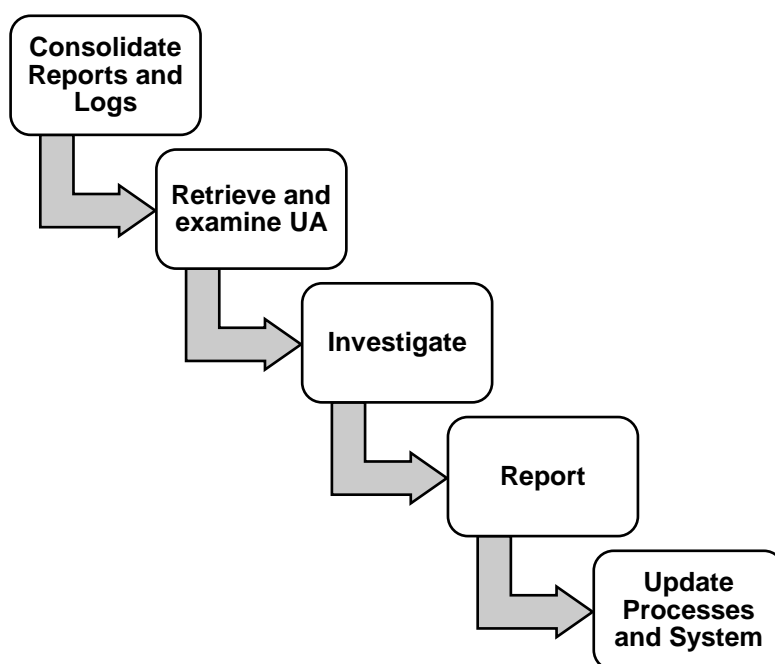 Consolidate
Reports and
Logs
Retrieve and
examine UA
Investigate
Report
Update
Processes
and System